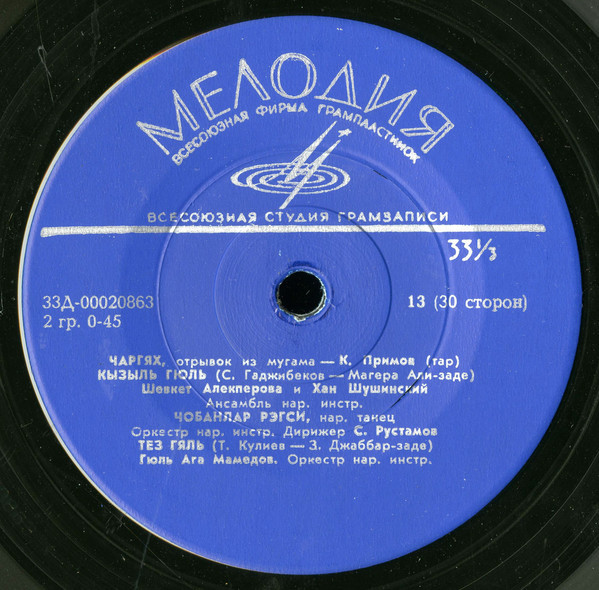 МЕЛОДИЯ
ВСЕСОЮЗНАЯ ФИРМА ГРАМПЛАСТИНОК
ВСЕСОЮЗНАЯ СТУДИЯ ГРАМЗАПИСИ
33⅓
33Д-00020863 13 (30 сторон)
2 гр. 0-45
ЧАРГЯХ, отрывок из мугама — К. Примов (тар)
КЫЗЫЛЬ ГЮЛЬ (С. Гаджибеков — Магера Али-заде)
Шевкет Алекперова и Хан Шушинский
Ансамбль нар. инстр.
ЧОБАНЛАР РЭГСИ, нар. танец
Оркестр нар. инстр. Дирижер С. Рустамов
ТЕЗ ГЯЛЬ (Т. Кулиев — З. Джаббар-заде)
Гюль Ага Мамедов. Оркестр нар. инстр.